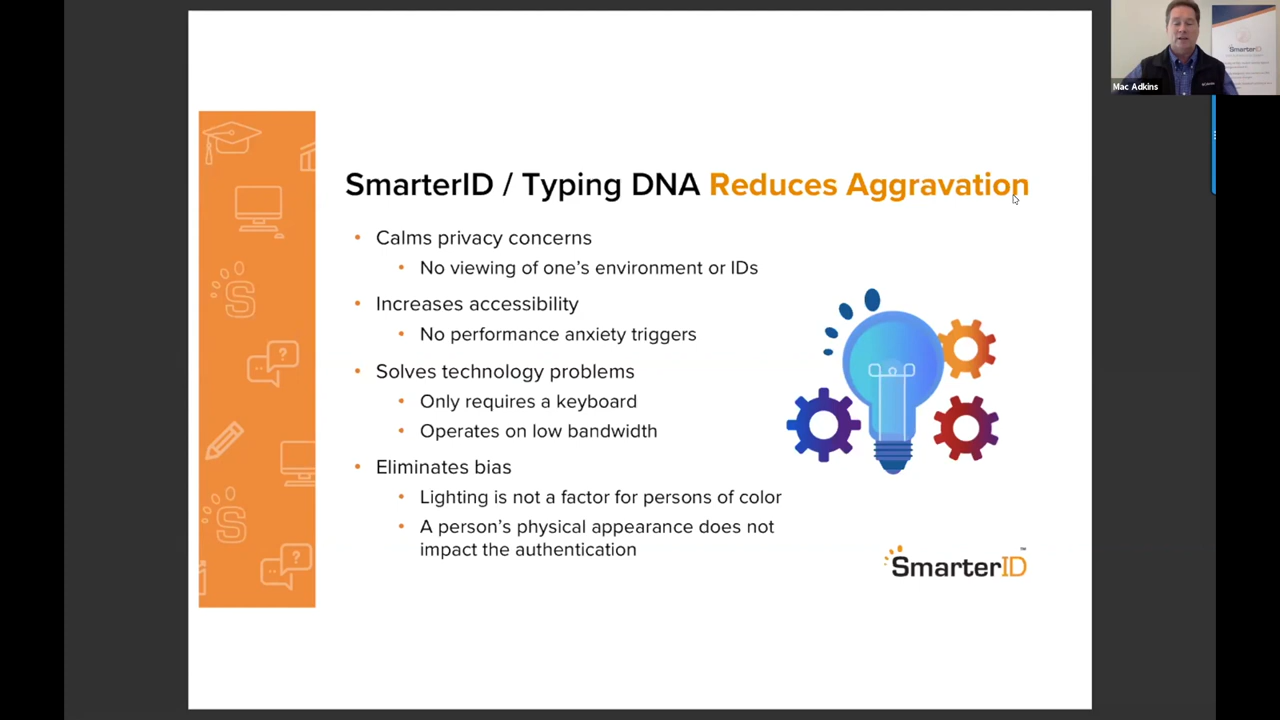 SmarterID
Mac Adkins
SmarterID / Typing DNA Reduces Aggravation
• Calms privacy concerns
• No viewing of one's environment or IDs
• Increases accessibility
• No performance anxiety triggers
• Solves technology problems
• Only requires a keyboard
• Operates on low bandwidth
• Eliminates bias
• Lighting is not a factor for persons of color
• A person's physical appearance does not
impact the authentication
SmarterID™